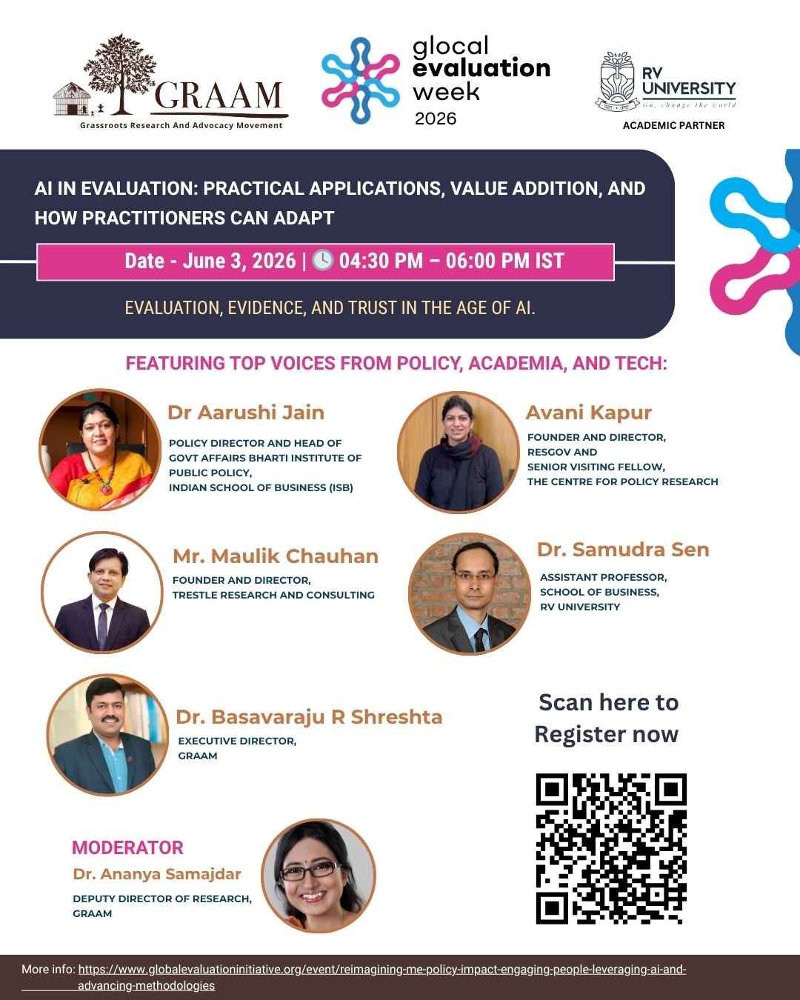 GRAAM
Grassroots Research And Advocacy Movement
glocal
evaluation
week
2026
RV
UNIVERSITY
Go, change the world
ACADEMIC PARTNER
AI IN EVALUATION: PRACTICAL APPLICATIONS, VALUE ADDITION, AND
HOW PRACTITIONERS CAN ADAPT
Date - June 3, 2026 | 04:30 PM – 06:00 PM IST
EVALUATION, EVIDENCE, AND TRUST IN THE AGE OF AI.
FEATURING TOP VOICES FROM POLICY, ACADEMIA, AND TECH:
Dr Aarushi Jain
POLICY DIRECTOR AND HEAD OF
GOVT AFFAIRS BHARTI INSTITUTE OF
PUBLIC POLICY,
INDIAN SCHOOL OF BUSINESS (ISB)
Avani Kapur
FOUNDER AND DIRECTOR,
RESGOV AND
SENIOR VISITING FELLOW,
THE CENTRE FOR POLICY RESEARCH
Mr. Maulik Chauhan
FOUNDER AND DIRECTOR,
TRESTLE RESEARCH AND CONSULTING
Dr. Samudra Sen
ASSISTANT PROFESSOR,
SCHOOL OF BUSINESS,
RV UNIVERSITY
Dr. Basavaraju R Shreshta
EXECUTIVE DIRECTOR,
GRAAM
Scan here to
Register now
MODERATOR
Dr. Ananya Samajdar
DEPUTY DIRECTOR OF RESEARCH,
GRAAM
More info: https://www.globalevaluationinitiative.org/event/reimagining-me-policy-impact-engaging-people-leveraging-ai-and-
advancing-methodologies